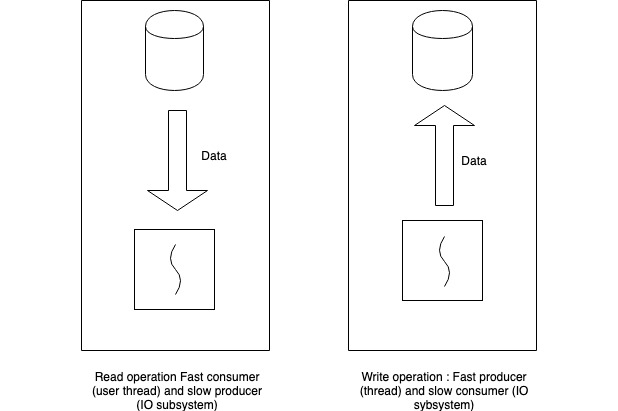 Data
Data
Read operation Fast consumer
(user thread) and slow producer
(IO subsystem)
Write operation : Fast producer
(thread) and slow consumer (IO
sybsystem)